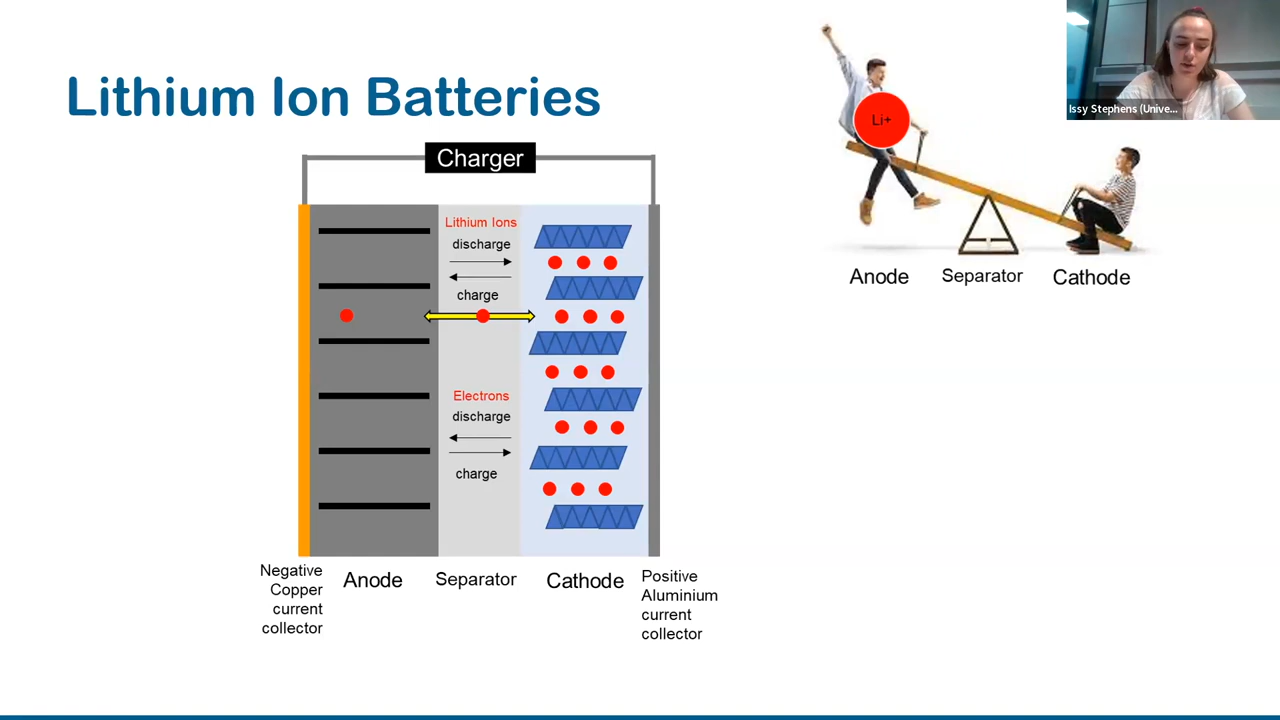 Lithium Ion Batteries
Charger
Lithium Ions
discharge
charge
Electrons
discharge
charge
Negative
Copper
current
collector
Anode
Separator
Cathode
Positive
Aluminium
current
collector
Li+
Anode
Separator
Cathode
Issy Stephens (Unive...